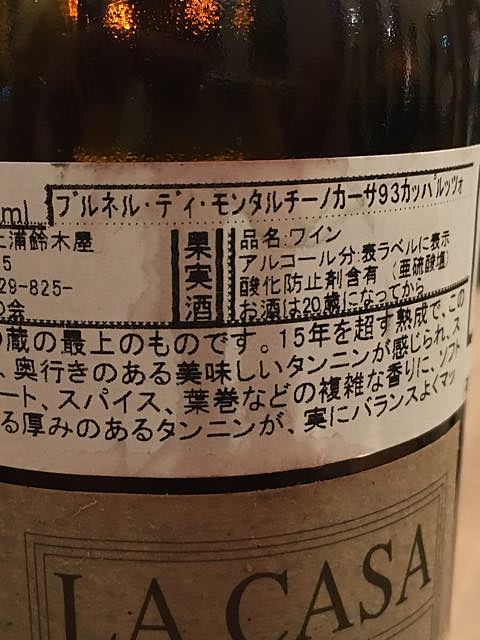 ml ブルネル・ディ・モンタルチーノカーサ93カッパルッツォ
浦鈴木屋
5
29-825-
の会
果実酒
品名:ワイン
アルコール分:表ラベルに表示
酸化防止剤含有(亜硫酸塩)
お酒は20歳になってから
の蔵の最上のものです。15年を超す熟成で、この
、奥行きのある美味しいタンニンが感じられ、ス
ート、スパイス、葉巻などの複雑な香りに、ソフト
る厚みのあるタンニンが、実にバランスよくマッ
LA CASA